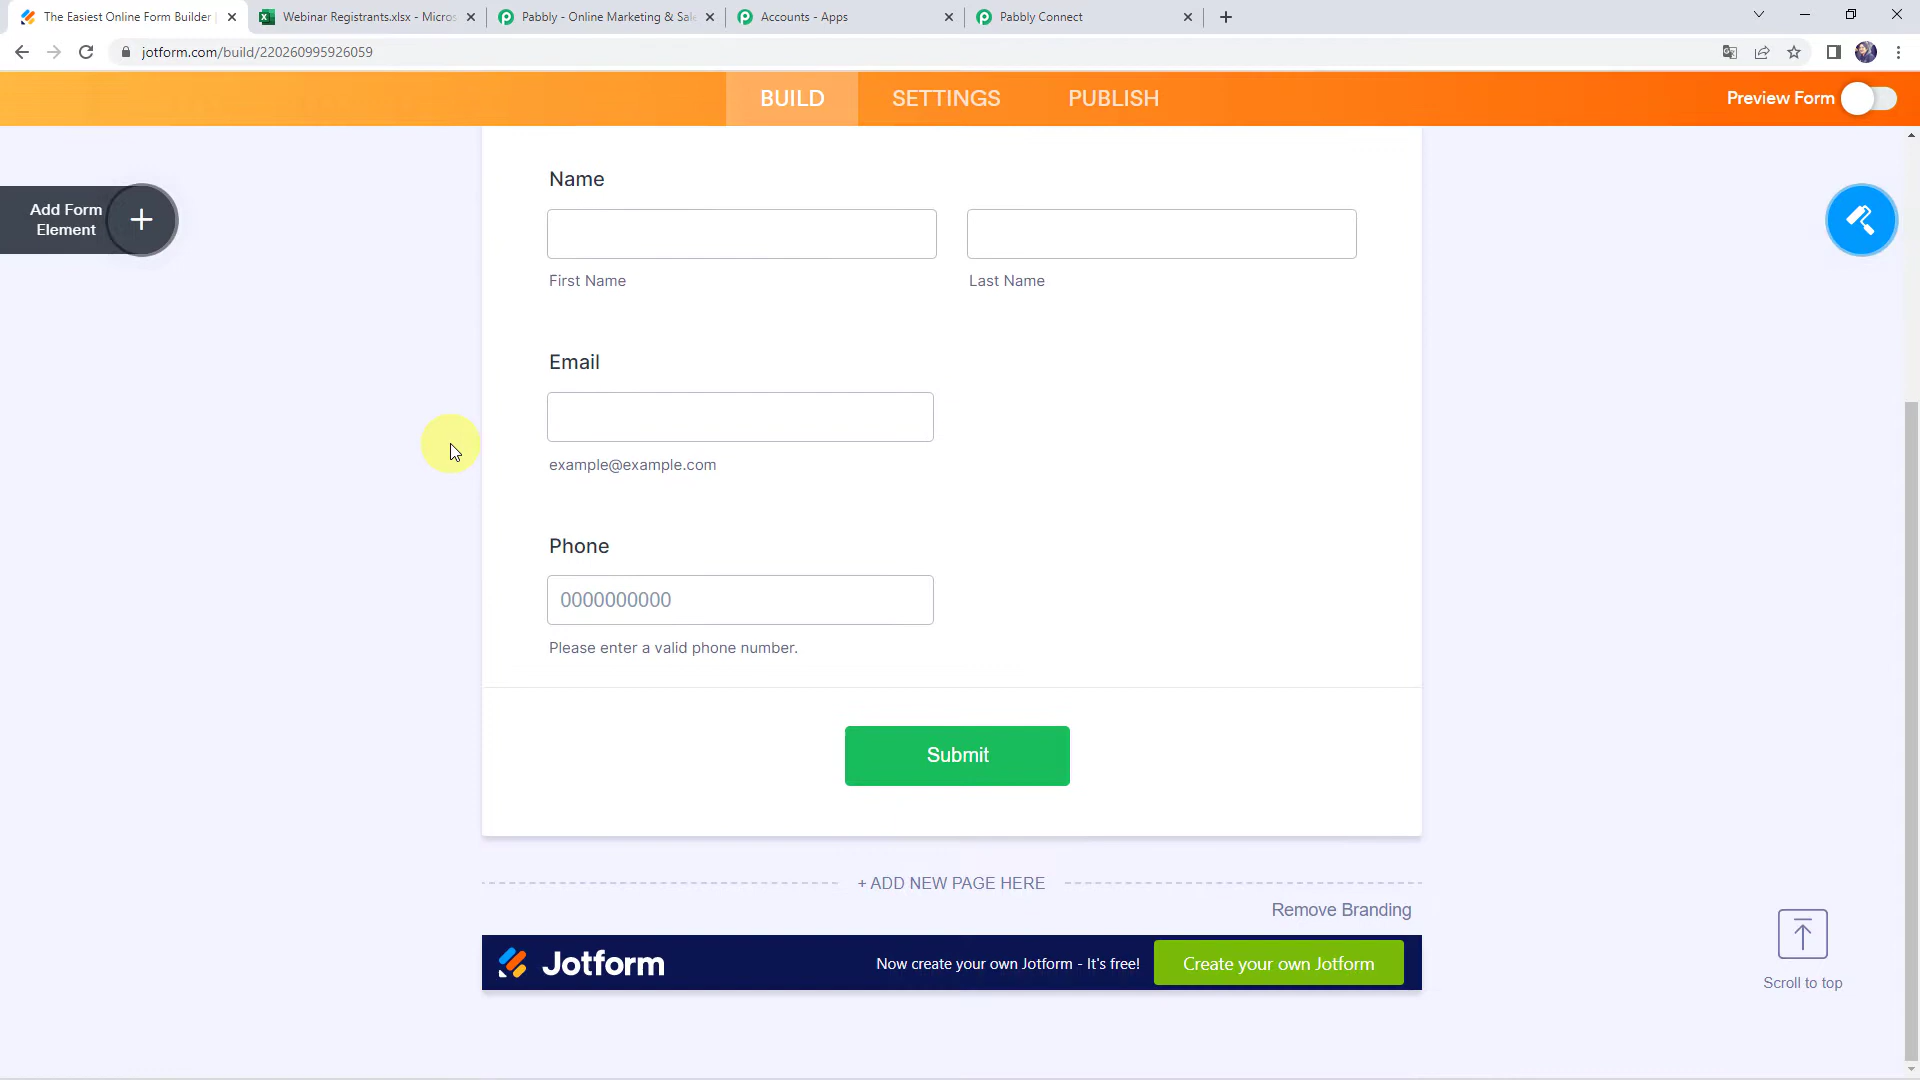 The Easiest Online Form Builder
Webinar Registrants.xlsx - Micros
Pabbly - Online Marketing & Sale
Accounts - Apps
Pabbly Connect
jotform.com/build/220260995926059
BUILD
SETTINGS
PUBLISH
Preview Form
Add Form
Element
Name
First Name
Last Name
Email
example@example.com
Phone
0000000000
Please enter a valid phone number.
Submit
+ ADD NEW PAGE HERE
Remove Branding
Jotform
Now create your own Jotform - It's free!
Create your own Jotform
Scroll to top